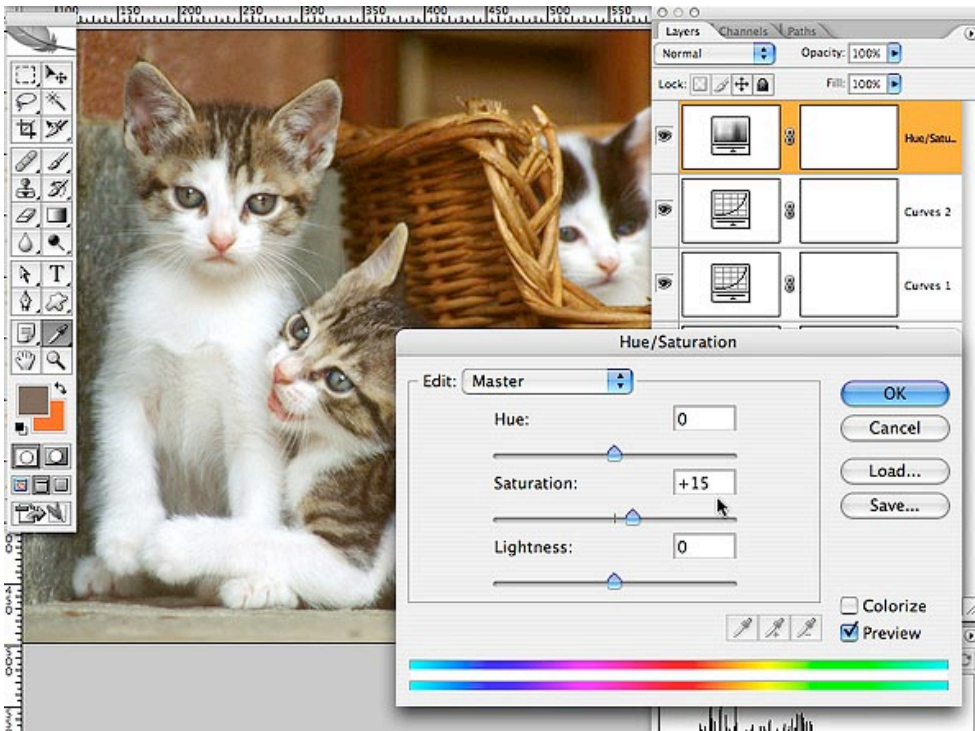 100 150 200 250 300 350 400 450 500 550
Layers Channels Paths
Normal Opacity: 100%
Lock: Fill: 100%
Hue/Satu...
Curves 2
Curves 1
T
Hue/Saturation
Edit: Master
Hue: 0
Saturation: +15
Lightness: 0
OK
Cancel
Load...
Save...
Colorize
Preview